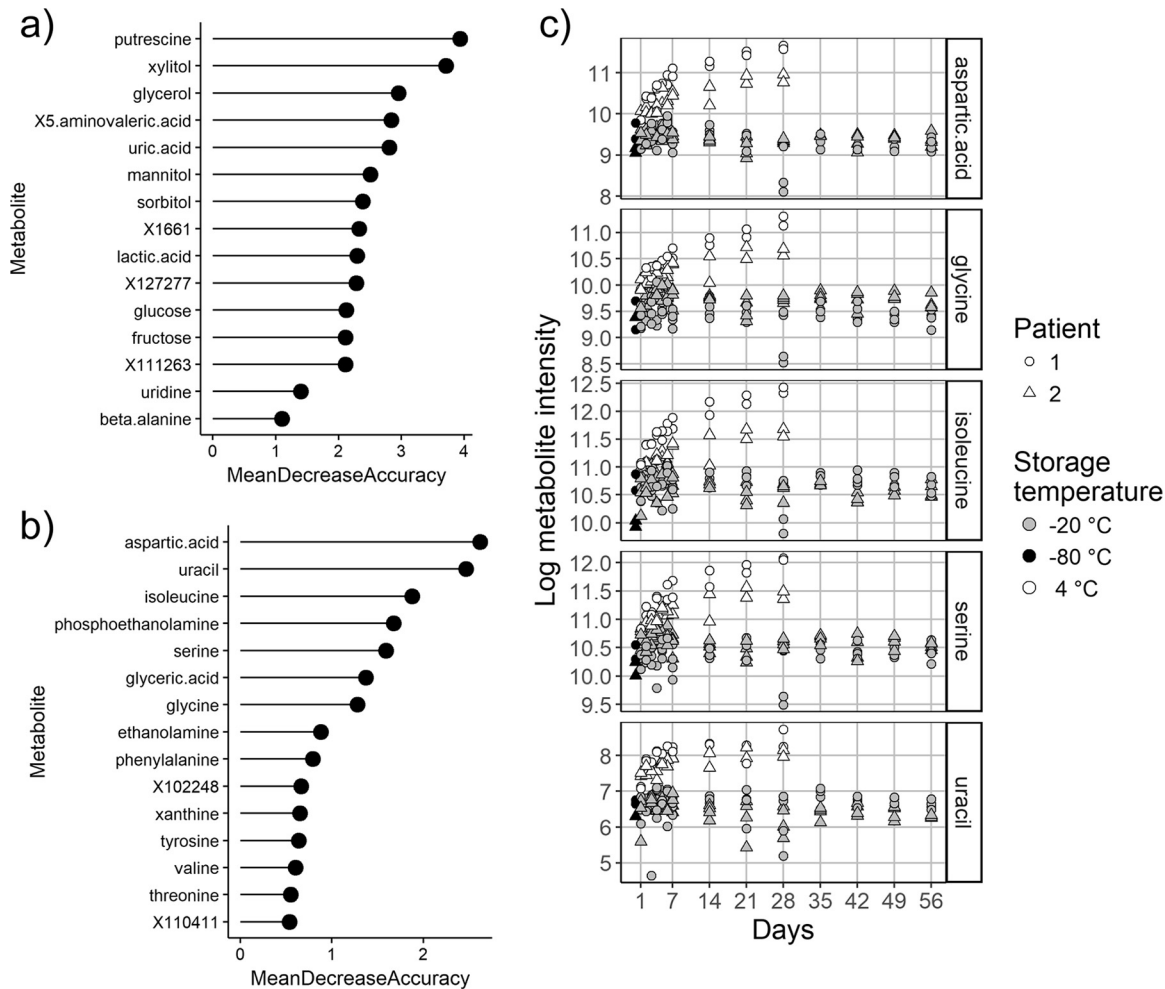 a)
putrescine
xylitol
glycerol
X5.aminovaleric.acid
uric.acid
mannitol
sorbitol
X1661
lactic.acid
X127277
glucose
fructose
X111263
uridine
beta.alanine
Metabolite
0 1 2 3 4
MeanDecreaseAccuracy
b)
aspartic.acid
uracil
isoleucine
phosphoethanolamine
serine
glyceric.acid
glycine
ethanolamine
phenylalanine
X102248
xanthine
tyrosine
valine
threonine
X110411
Metabolite
0 1 2
MeanDecreaseAccuracy
c)
Log metabolite intensity
11
10
9
8
aspartic.acid
11.0
10.5
10.0
9.5
9.0
8.5
glycine
12.5
12.0
11.5
11.0
10.5
10.0
isoleucine
12.0
11.5
11.0
10.5
10.0
9.5
serine
8
7
6
5
uracil
1 7 14 21 28 35 42 49 56
Days
Patient
1
2
Storage
temperature
-20 °C
-80 °C
4 °C